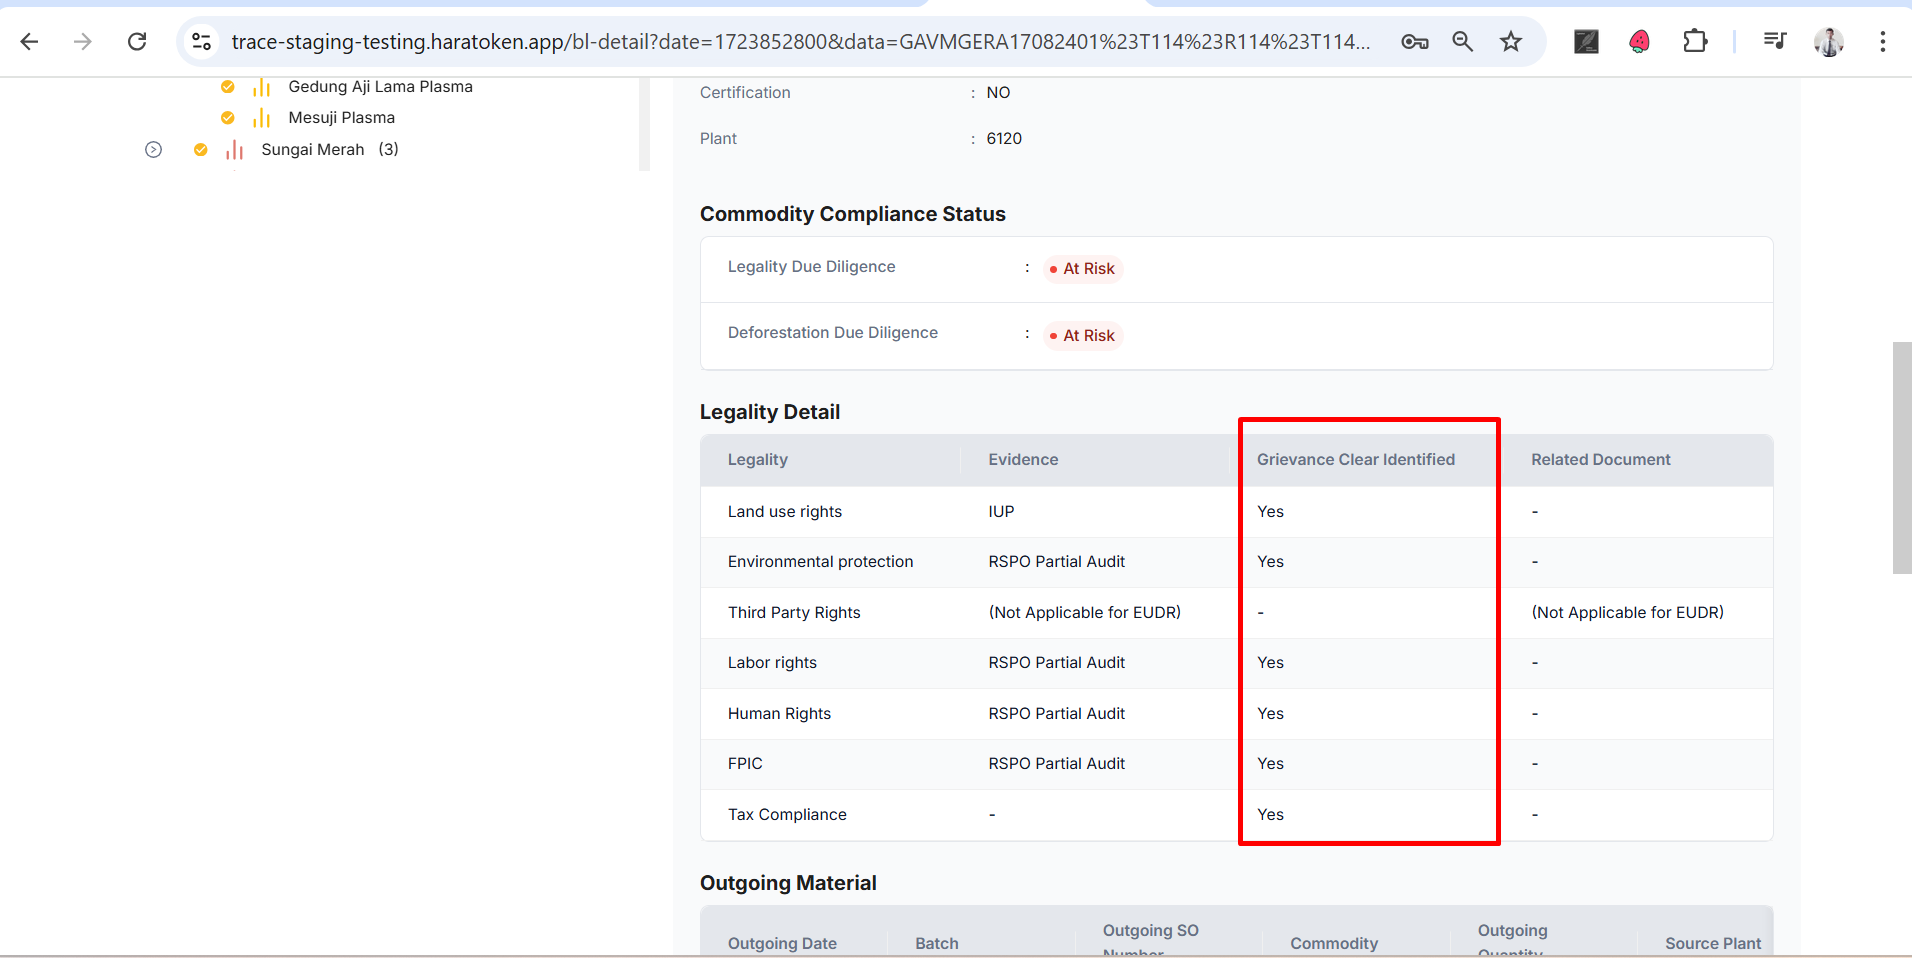 trace-staging-testing.haratoken.app/bl-detail?date=1723852800&data=GAVMGERA17082401%23T114%23R114%23T114...
Gedung Aji Lama Plasma
Mesuji Plasma
Sungai Merah (3)
Certification : NO
Plant : 6120
Commodity Compliance Status
Legality Due Diligence : At Risk
Deforestation Due Diligence : At Risk
Legality Detail
Legality Evidence Grievance Clear Identified Related Document
Land use rights IUP Yes -
Environmental protection RSPO Partial Audit Yes -
Third Party Rights (Not Applicable for EUDR) - (Not Applicable for EUDR)
Labor rights RSPO Partial Audit Yes -
Human Rights RSPO Partial Audit Yes -
FPIC RSPO Partial Audit Yes -
Tax Compliance - Yes -
Outgoing Material
Outgoing Date Batch Outgoing SO Number Commodity Outgoing Quantity Source Plant